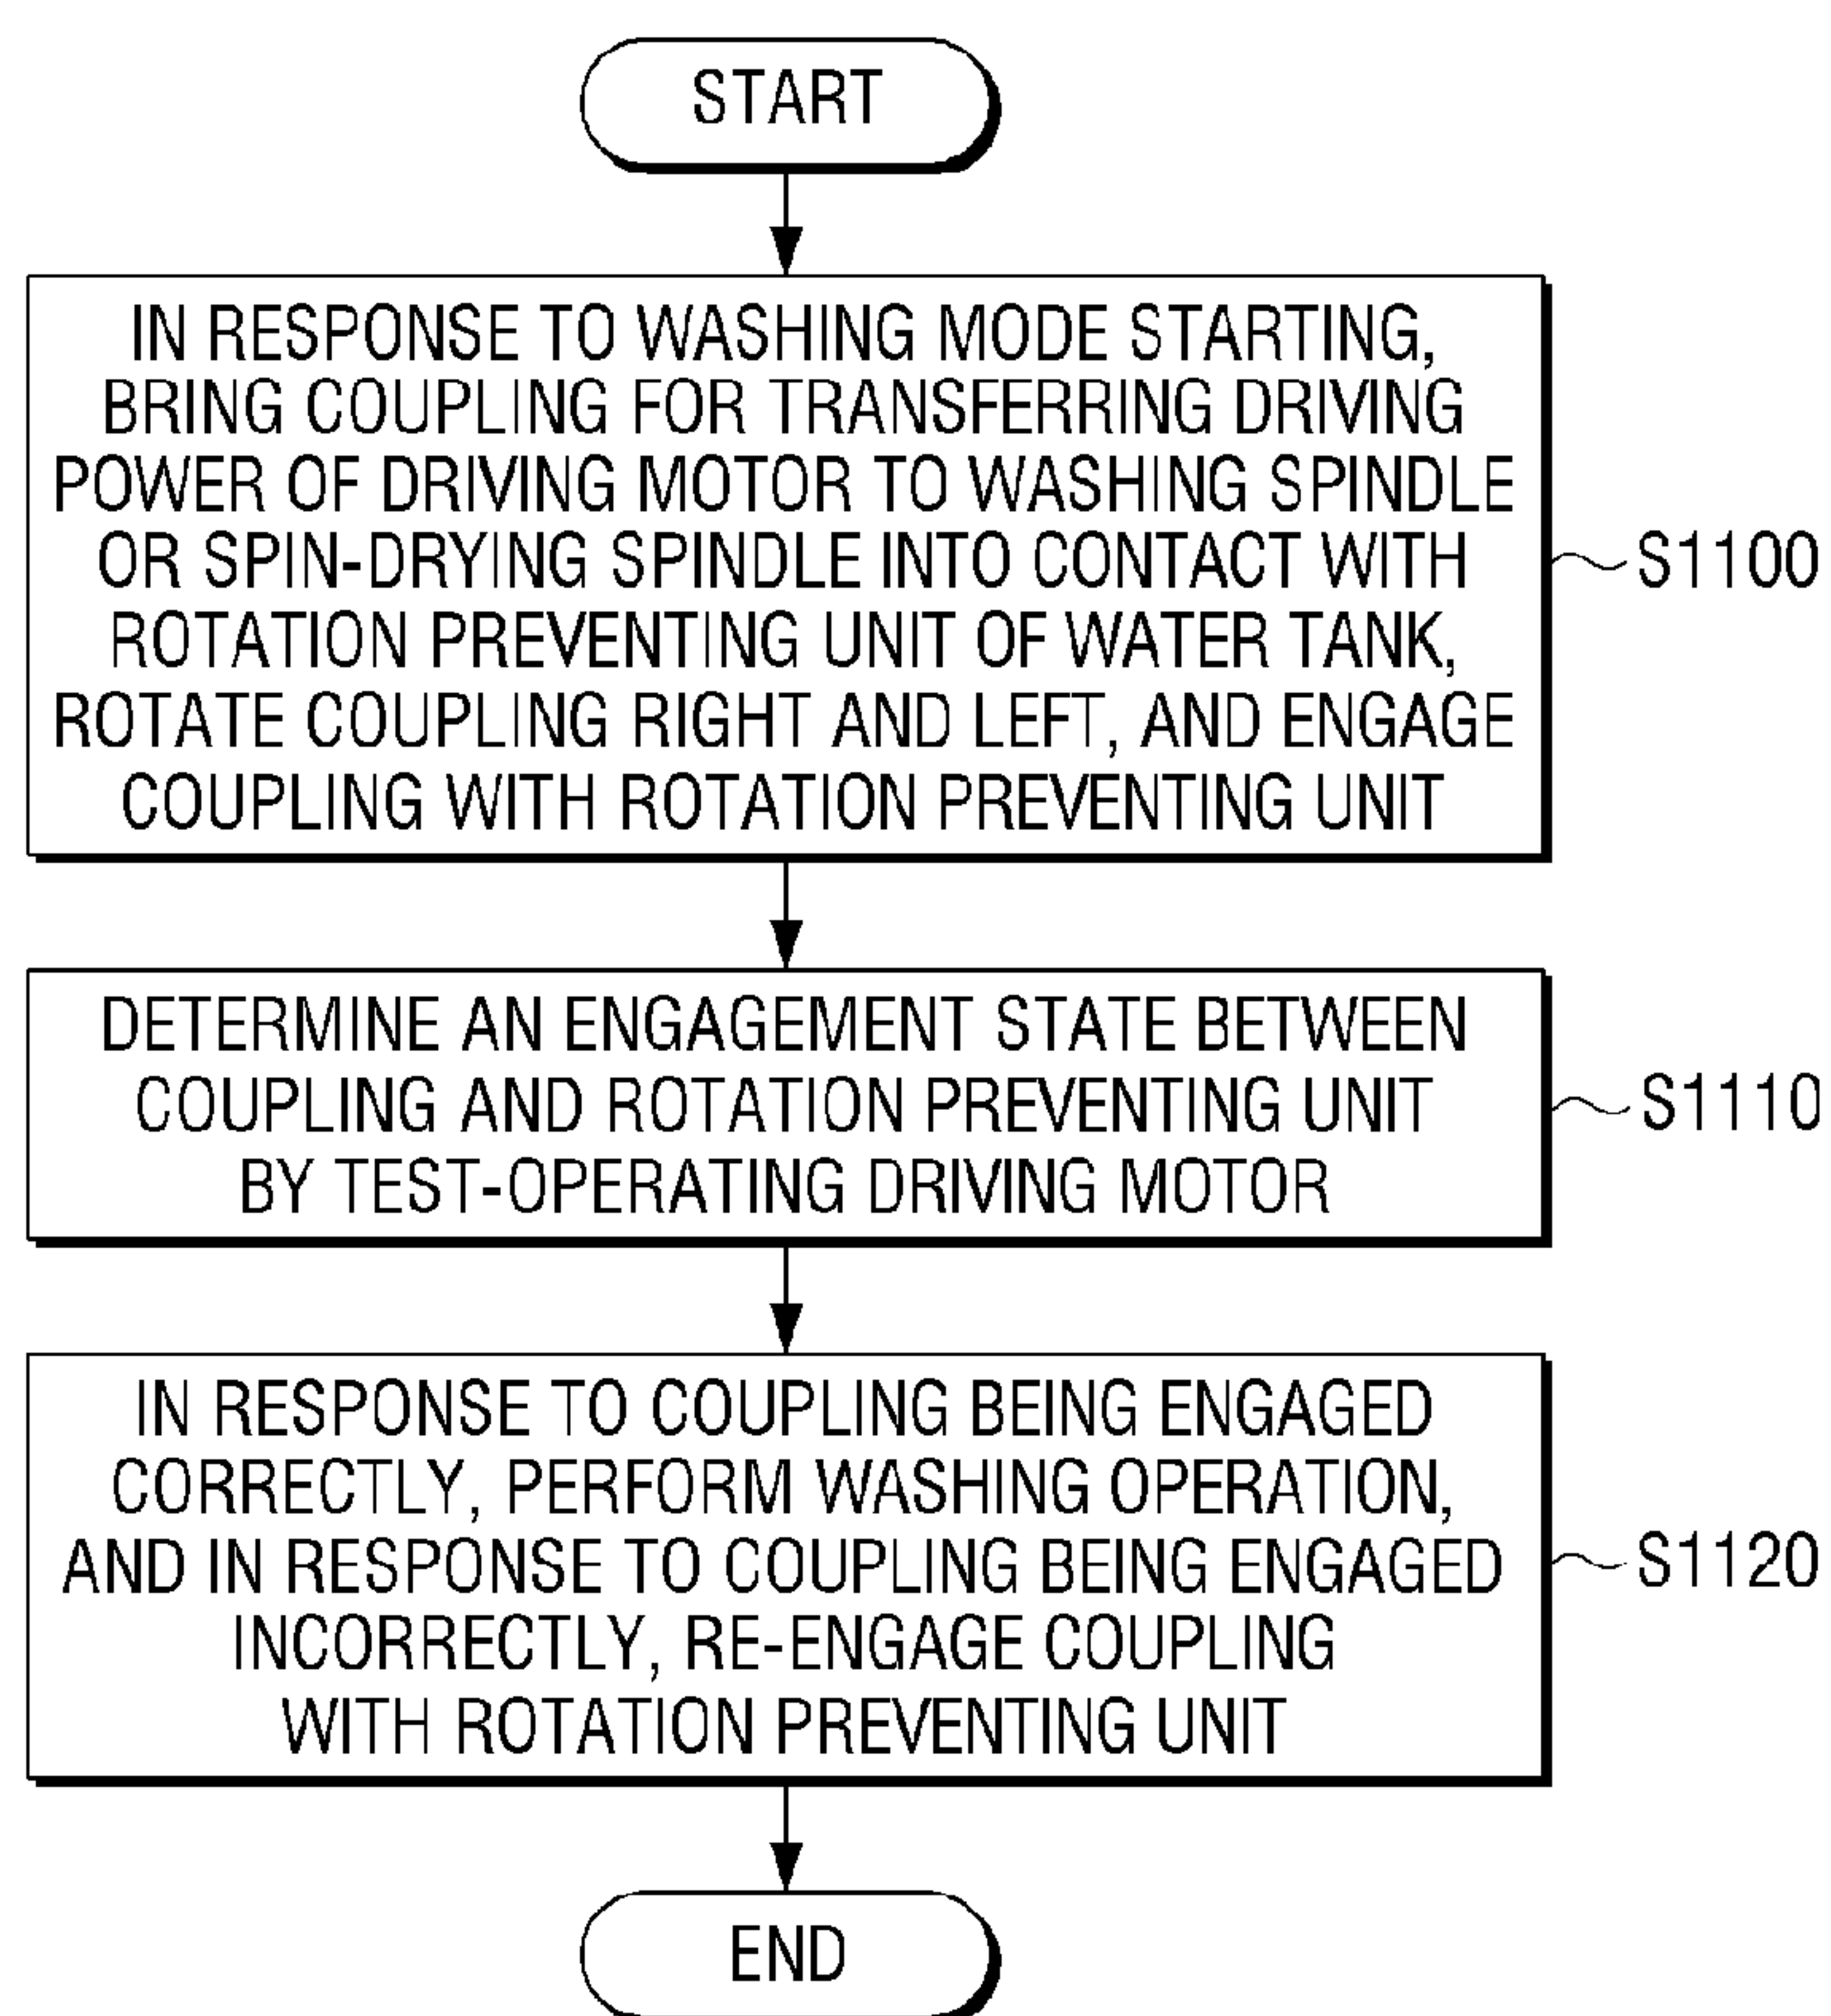 START
IN RESPONSE TO WASHING MODE STARTING,
BRING COUPLING FOR TRANSFERRING DRIVING
POWER OF DRIVING MOTOR TO WASHING SPINDLE
OR SPIN-DRYING SPINDLE INTO CONTACT WITH
ROTATION PREVENTING UNIT OF WATER TANK,
ROTATE COUPLING RIGHT AND LEFT, AND ENGAGE
COUPLING WITH ROTATION PREVENTING UNIT
S1100
DETERMINE AN ENGAGEMENT STATE BETWEEN
COUPLING AND ROTATION PREVENTING UNIT
BY TEST-OPERATING DRIVING MOTOR
S1110
IN RESPONSE TO COUPLING BEING ENGAGED
CORRECTLY, PERFORM WASHING OPERATION,
AND IN RESPONSE TO COUPLING BEING ENGAGED
INCORRECTLY, RE-ENGAGE COUPLING
WITH ROTATION PREVENTING UNIT
S1120
END